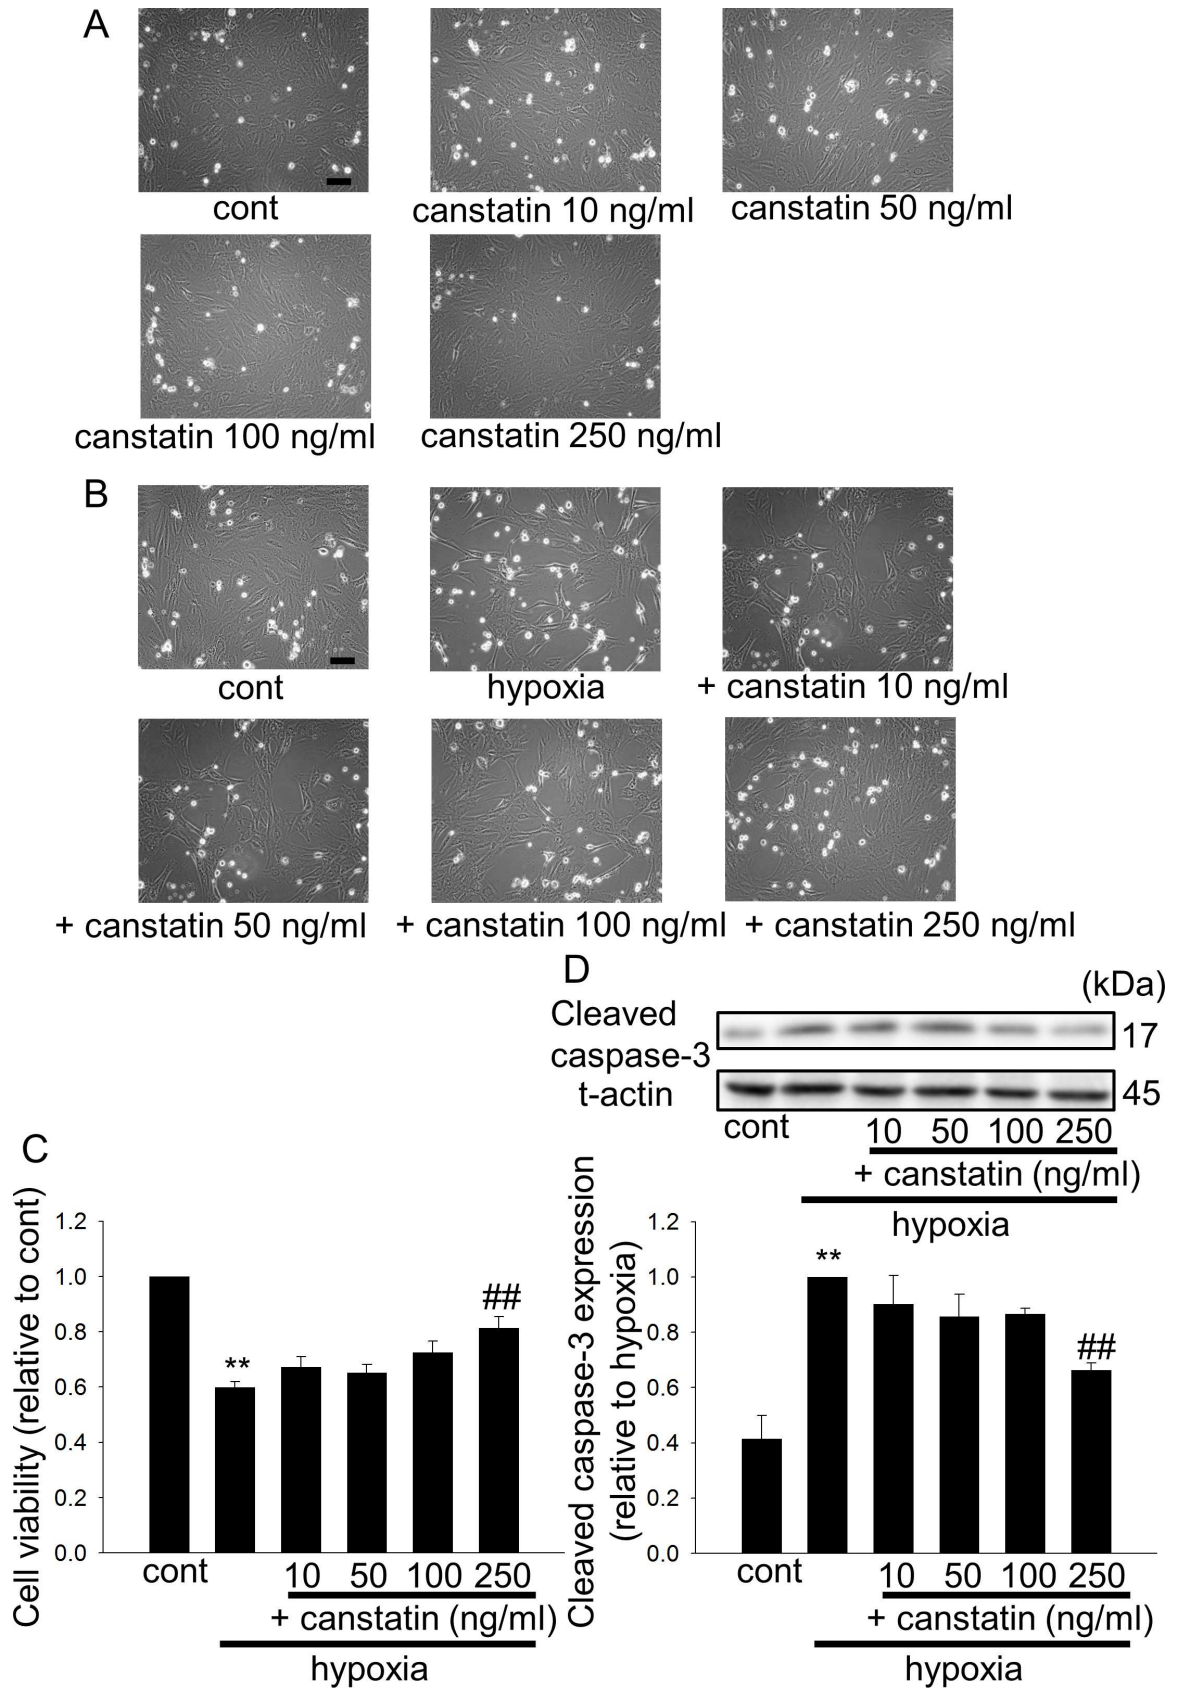 A
cont
canstatin 10 ng/ml
canstatin 50 ng/ml
canstatin 100 ng/ml
canstatin 250 ng/ml
B
cont
hypoxia
+ canstatin 10 ng/ml
+ canstatin 50 ng/ml
+ canstatin 100 ng/ml
+ canstatin 250 ng/ml
D
(kDa)
Cleaved
caspase-3
17
t-actin
45
cont
10 50 100 250
+ canstatin (ng/ml)
hypoxia
C
Cell viability (relative to cont)
1.2
1.0
0.8
0.6
0.4
0.2
0.0
**
##
cont
10 50 100 250
+ canstatin (ng/ml)
hypoxia
Cleaved caspase-3 expression
(relative to hypoxia)
1.2
1.0
0.8
0.6
0.4
0.2
0.0
**
##
cont
10 50 100 250
+ canstatin (ng/ml)
hypoxia